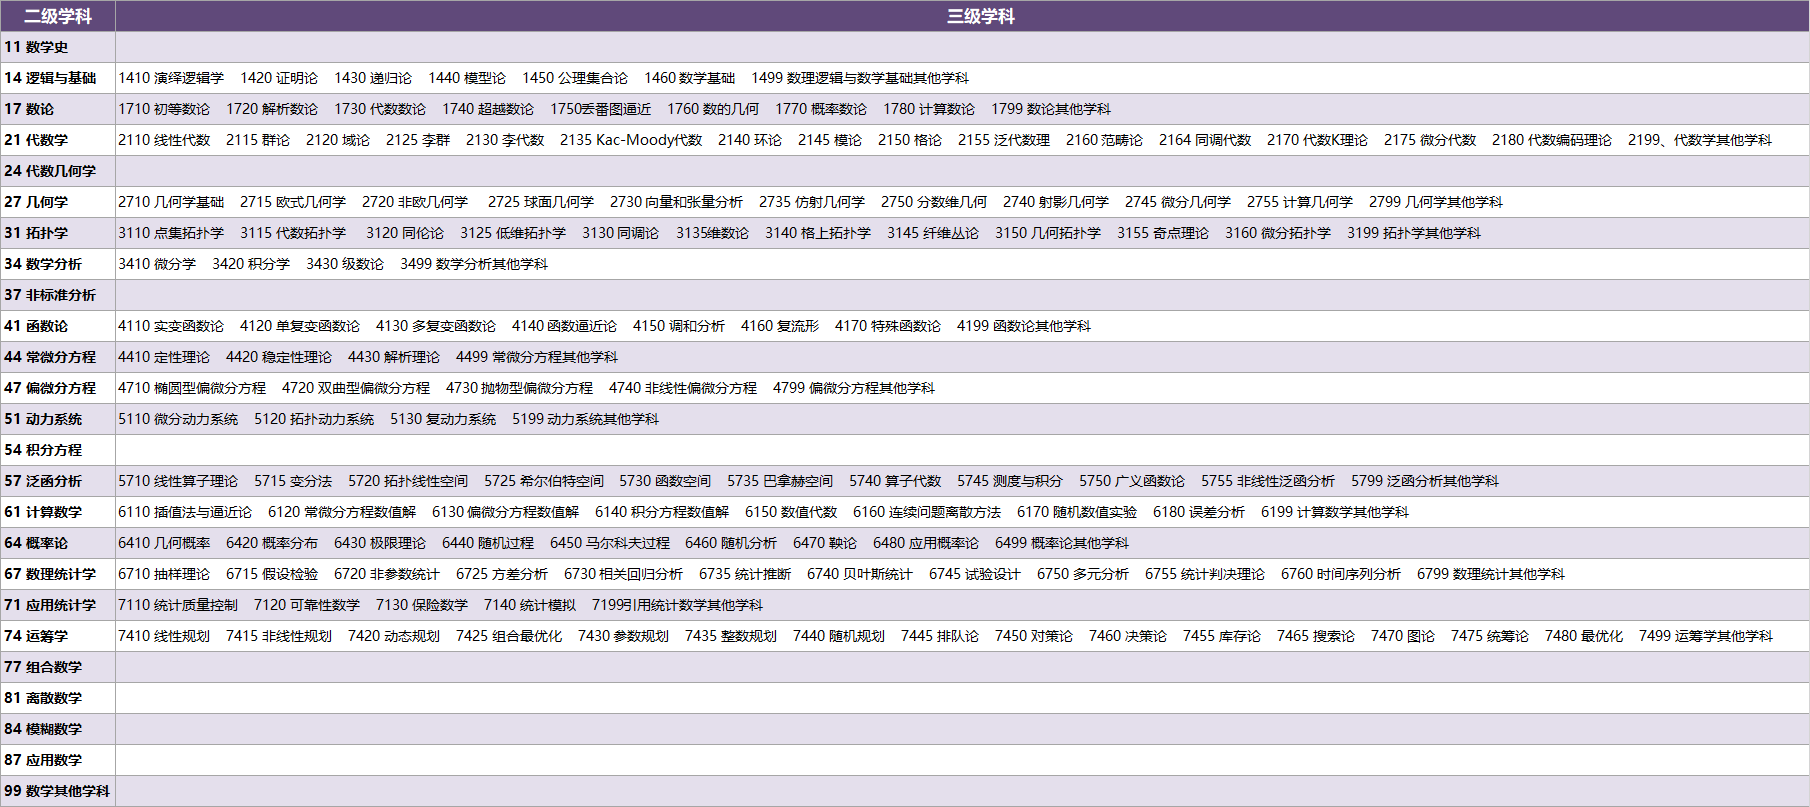 二级学科 三级学科
11 数学史
14 逻辑与基础 1410 演绎逻辑学 1420 证明论 1430 递归论 1440 模型论 1450 公理集合论 1460 数学基础 1499 数理逻辑与数学基础其他学科
17 数论 1710 初等数论 1720 解析数论 1730 代数数论 1740 超越数论 1750丢番图逼近 1760 数的几何 1770 概率数论 1780 计算数论 1799 数论其他学科
21 代数学 2110 线性代数 2115 群论 2120 域论 2125 李群 2130 李代数 2135 Kac-Moody代数 2140 环论 2145 模论 2150 格论 2155 泛代数理 2160 范畴论 2164 同调代数 2170 代数K理论 2175 微分代数 2180 代数编码理论 2199、代数学其他学科
24 代数几何学
27 几何学 2710 几何学基础 2715 欧式几何学 2720 非欧几何学 2725 球面几何学 2730 向量和张量分析 2735 仿射几何学 2750 分数维几何 2740 射影几何学 2745 微分几何学 2755 计算几何学 2799 几何学其他学科
31 拓扑学 3110 点集拓扑学 3115 代数拓扑学 3120 同伦论 3125 低维拓扑学 3130 同调论 3135维数论 3140 格上拓扑学 3145 纤维丛论 3150 几何拓扑学 3155 奇点理论 3160 微分拓扑学 3199 拓扑学其他学科
34 数学分析 3410 微分学 3420 积分学 3430 级数论 3499 数学分析其他学科
37 非标准分析
41 函数论 4110 实变函数论 4120 单复变函数论 4130 多复变函数论 4140 函数逼近论 4150 调和分析 4160 复流形 4170 特殊函数论 4199 函数论其他学科
44 常微分方程 4410 定性理论 4420 稳定性理论 4430 解析理论 4499 常微分方程其他学科
47 偏微分方程 4710 椭圆型偏微分方程 4720 双曲型偏微分方程 4730 抛物型偏微分方程 4740 非线性偏微分方程 4799 偏微分方程其他学科
51 动力系统 5110 微分动力系统 5120 拓扑动力系统 5130 复动力系统 5199 动力系统其他学科
54 积分方程
57 泛函分析 5710 线性算子理论 5715 变分法 5720 拓扑线性空间 5725 希尔伯特空间 5730 函数空间 5735 巴拿赫空间 5740 算子代数 5745 测度与积分 5750 广义函数论 5755 非线性泛函分析 5799 泛函分析其他学科
61 计算数学 6110 插值法与逼近论 6120 常微分方程数值解 6130 偏微分方程数值解 6140 积分方程数值解 6150 数值代数 6160 连续问题离散方法 6170 随机数值实验 6180 误差分析 6199 计算数学其他学科
64 概率论 6410 几何概率 6420 概率分布 6430 极限理论 6440 随机过程 6450 马尔科夫过程 6460 随机分析 6470 鞅论 6480 应用概率论 6499 概率论其他学科
67 数理统计学 6710 抽样理论 6715 假设检验 6720 非参数统计 6725 方差分析 6730 相关回归分析 6735 统计推断 6740 贝叶斯统计 6745 试验设计 6750 多元分析 6755 统计判决理论 6760 时间序列分析 6799 数理统计其他学科
71 应用统计学 7110 统计质量控制 7120 可靠性数学 7130 保险数学 7140 统计模拟 7199引用统计数学其他学科
74 运筹学 7410 线性规划 7415 非线性规划 7420 动态规划 7425 组合最优化 7430 参数规划 7435 整数规划 7440 随机规划 7445 排队论 7450 对策论 7460 决策论 7455 库存论 7465 搜索论 7470 图论 7475 统筹论 7480 最优化 7499 运筹学其他学科
77 组合数学
81 离散数学
84 模糊数学
87 应用数学
99 数学其他学科